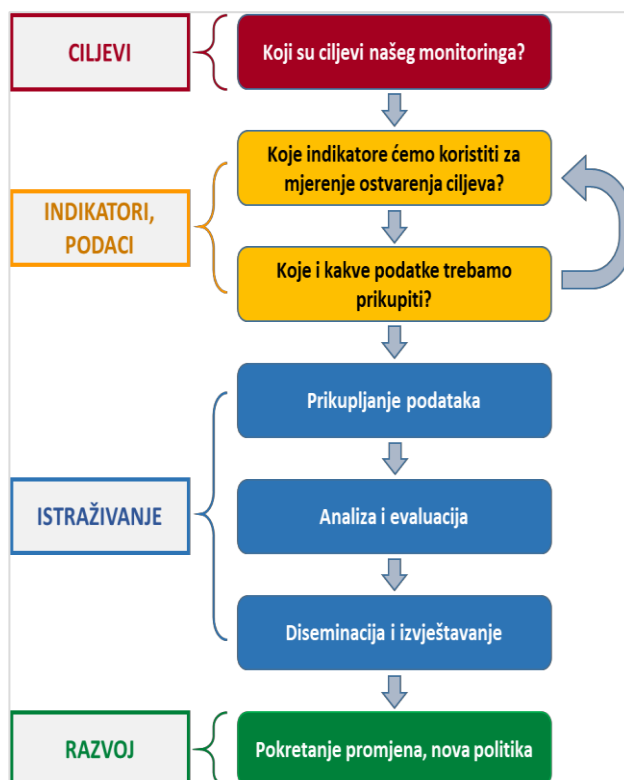 CILJEVI
Koji su ciljevi našeg monitoringa?
INDIKATORI,
PODACI
Koje indikatore ćemo koristiti za
mjerenje ostvarenja ciljeva?
Koje i kakve podatke trebamo
prikupiti?
ISTRAŽIVANJE
Prikupljanje podataka
Analiza i evaluacija
Diseminacija i izvještavanje
RAZVOJ
Pokretanje promjena, nova politika